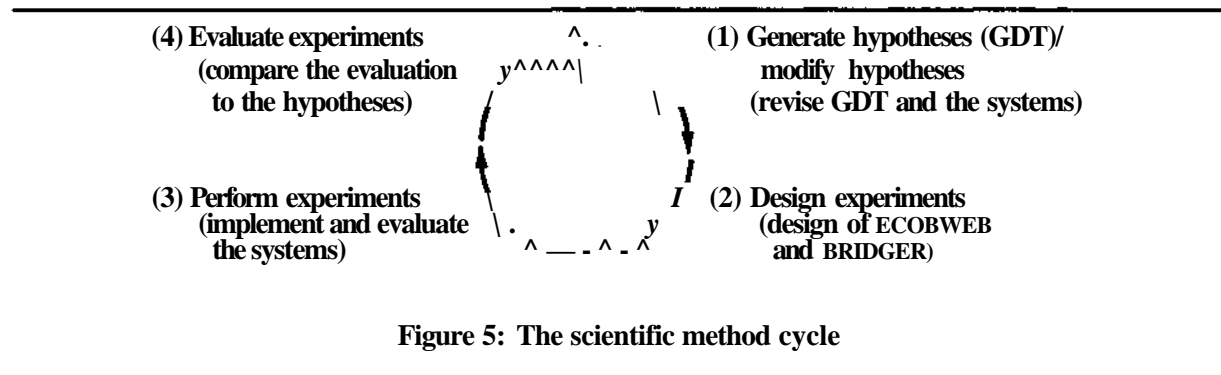 (4) Evaluate experiments
(compare the evaluation
to the hypotheses)
(1) Generate hypotheses (GDT)/
modify hypotheses
(revise GDT and the systems)
(3) Perform experiments
(implement and evaluate
the systems)
(2) Design experiments
(design of ECOBWEB
and BRIDGER)
Figure 5: The scientific method cycle